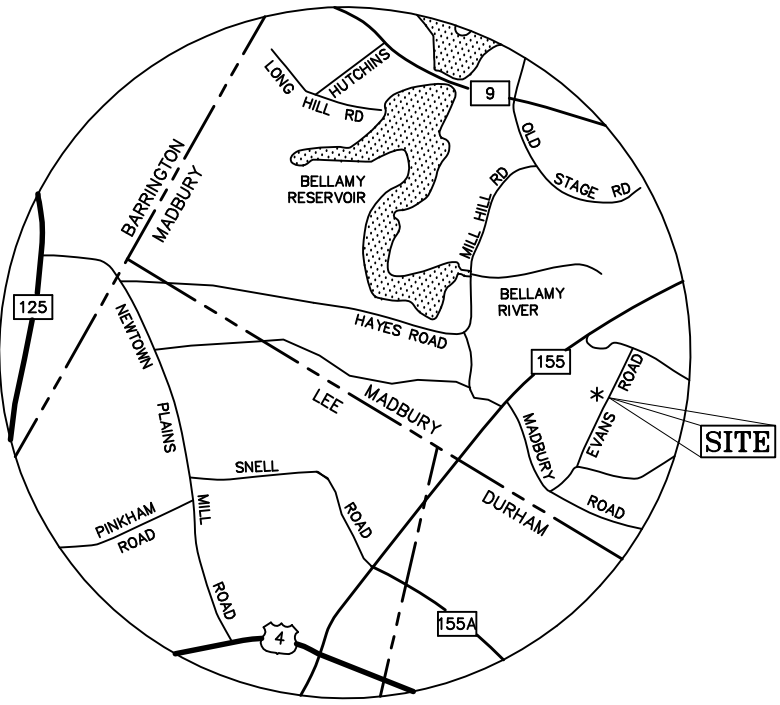 HUTCHINS
LONG HILL RD
9
OLD STAGE RD
BARRINGTON
MADBURY
BELLAMY
RESERVOIR
MILL HILL RD
BELLAMY
RIVER
125
NEWTOWN PLAINS MILL ROAD
HAYES ROAD
155
EVANS ROAD
LEE
MADBURY
MADBURY ROAD
SITE
SNELL ROAD
DURHAM
PINKHAM
ROAD
155A
4